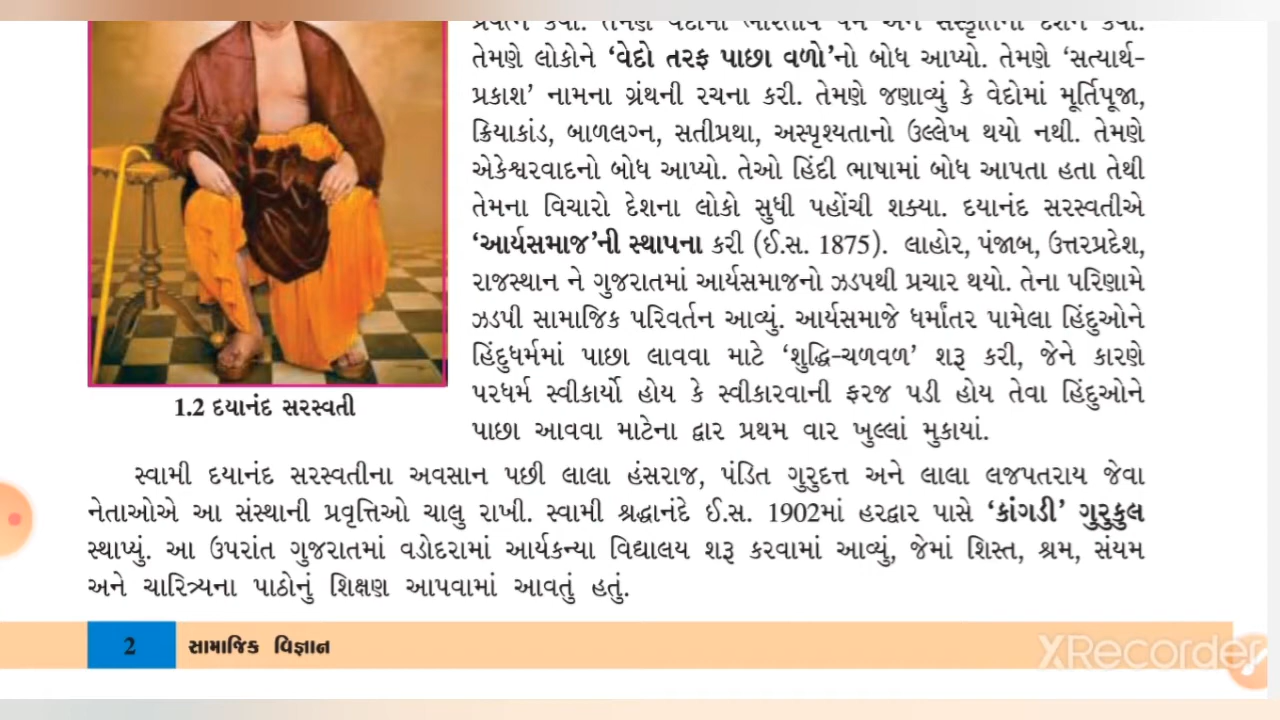 તેમણે લોકોને ‘વેદો તરફ પાછા વળો’નો બોધ આપ્યો. તેમણે ‘સત્યાર્થ-
પ્રકાશ’ નામના ગ્રંથની રચના કરી. તેમણે જણાવ્યું કે વેદોમાં મૂર્તિપૂજા,
ક્રિયાકાંડ, બાળલગ્ન, સતીપ્રથા, અસ્પૃશ્યતાનો ઉલ્લેખ થયો નથી. તેમણે
એકેશ્વરવાદનો બોધ આપ્યો. તેઓ હિંદી ભાષામાં બોધ આપતા હતા તેથી
તેમના વિચારો દેશના લોકો સુધી પહોંચી શક્યા. દયાનંદ સરસ્વતીએ
‘આર્યસમાજ’ની સ્થાપના કરી (ઈ.સ. 1875). લાહોર, પંજાબ, ઉત્તરપ્રદેશ,
રાજસ્થાન ને ગુજરાતમાં આર્યસમાજનો ઝડપથી પ્રચાર થયો. તેના પરિણામે
ઝડપી સામાજિક પરિવર્તન આવ્યું. આર્યસમાજે ધર્માંતર પામેલા હિંદુઓને
હિંદુધર્મમાં પાછા લાવવા માટે ‘શુદ્ધિ-ચળવળ’ શરૂ કરી, જેને કારણે
પરધર્મ સ્વીકાર્યો હોય કે સ્વીકારવાની ફરજ પડી હોય તેવા હિંદુઓને
પાછા આવવા માટેના દ્વાર પ્રથમ વાર ખુલ્લાં મુકાયાં.
1.2 દયાનંદ સરસ્વતી
સ્વામી દયાનંદ સરસ્વતીના અવસાન પછી લાલા હંસરાજ, પંડિત ગુરુદત્ત અને લાલા લજપતરાય જેવા
નેતાઓએ આ સંસ્થાની પ્રવૃત્તિઓ ચાલુ રાખી. સ્વામી શ્રદ્ધાનંદે ઈ.સ. 1902માં હરદ્વાર પાસે ‘કાંગડી’ ગુરુકુલ
સ્થાપ્યું. આ ઉપરાંત ગુજરાતમાં વડોદરામાં આર્યકન્યા વિદ્યાલય શરૂ કરવામાં આવ્યું, જેમાં શિસ્ત, શ્રમ, સંયમ
અને ચારિત્ર્યના પાઠોનું શિક્ષણ આપવામાં આવતું હતું.
2 સામાજિક વિજ્ઞાન
XRecorder